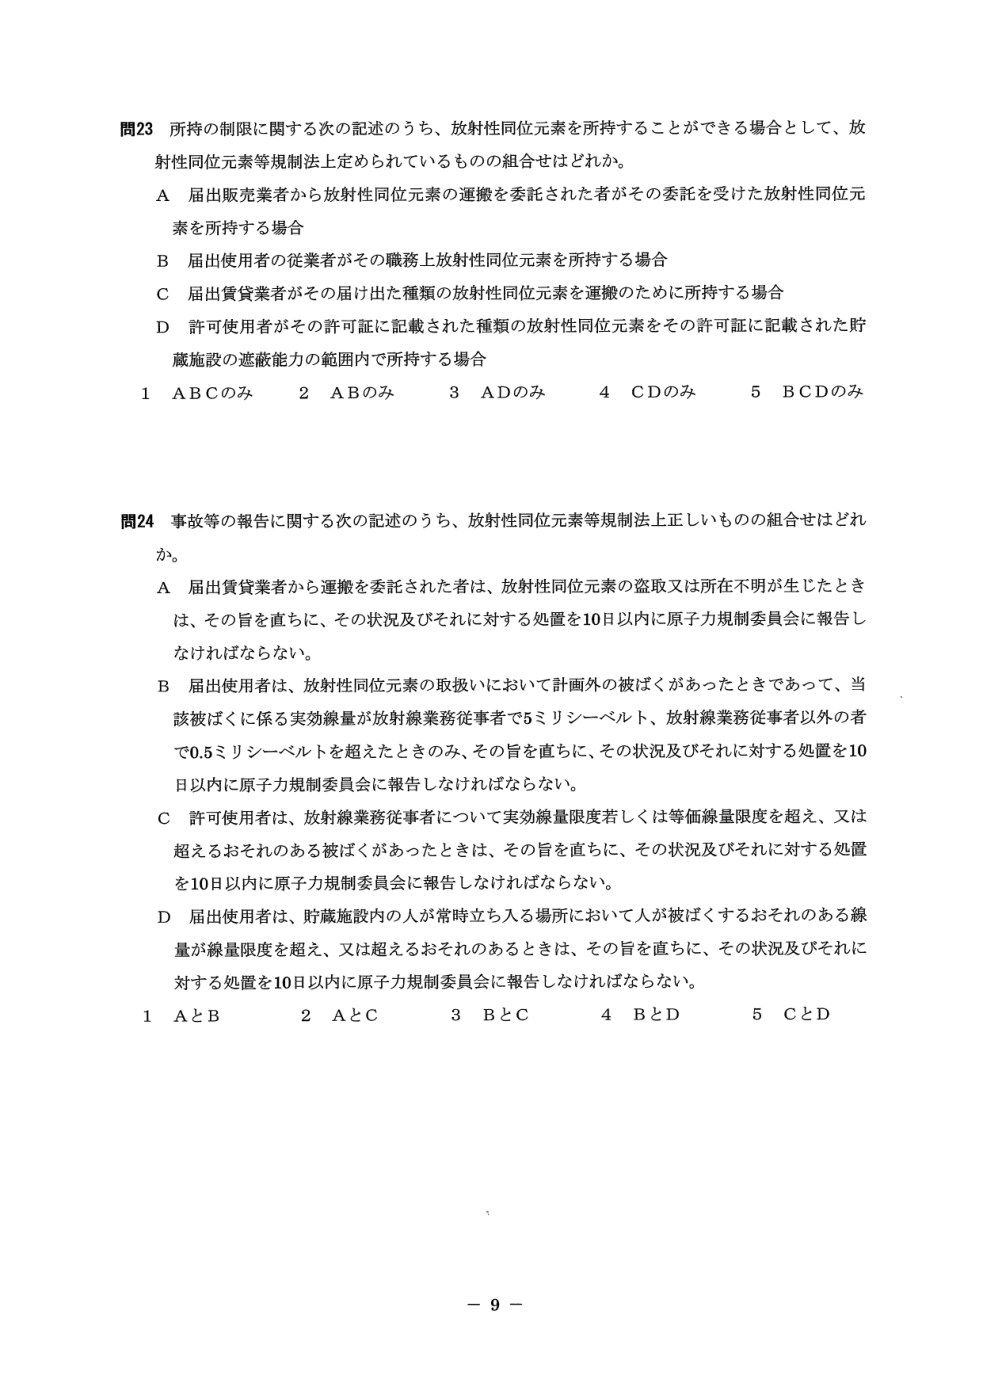 問23　所持の制限に関する次の記述のうち、放射性同位元素を所持することができる場合として、放
射性同位元素等規制法上定められているものの組合せはどれか。
A　届出販売業者から放射性同位元素の運搬を委託された者がその委託を受けた放射性同位元
素を所持する場合
B　届出使用者の従業者がその職務上放射性同位元素を所持する場合
C　届出賃貸業者がその届け出た種類の放射性同位元素を運搬のために所持する場合
D　許可使用者がその許可証に記載された種類の放射性同位元素をその許可証に記載された貯
蔵施設の遮蔽能力の範囲内で所持する場合
1　ABCのみ　2　ABのみ　3　ADのみ　4　CDのみ　5　BCDのみ
問24　事故等の報告に関する次の記述のうち、放射性同位元素等規制法上正しいものの組合せはどれ
か。
A　届出賃貸業者から運搬を委託された者は、放射性同位元素の盗取又は所在不明が生じたとき
は、その旨を直ちに、その状況及びそれに対する処置を10日以内に原子力規制委員会に報告し
なければならない。
B　届出使用者は、放射性同位元素の取扱いにおいて計画外の被ばくがあったときであって、当
該被ばくに係る実効線量が放射線業務従事者で5ミリシーベルト、放射線業務従事者以外の者
で0.5ミリシーベルトを超えたときのみ、その旨を直ちに、その状況及びそれに対する処置を10
日以内に原子力規制委員会に報告しなければならない。
C　許可使用者は、放射線業務従事者について実効線量限度若しくは等価線量限度を超え、又は
超えるおそれのある被ばくがあったときは、その旨を直ちに、その状況及びそれに対する処置
を10日以内に原子力規制委員会に報告しなければならない。
D　届出使用者は、貯蔵施設内の人が常時立ち入る場所において人が被ばくするおそれのある線
量が線量限度を超え、又は超えるおそれのあるときは、その旨を直ちに、その状況及びそれに
対する処置を10日以内に原子力規制委員会に報告しなければならない。
1　AとB　2　AとC　3　BとC　4　BとD　5　CとD
― 9 ―